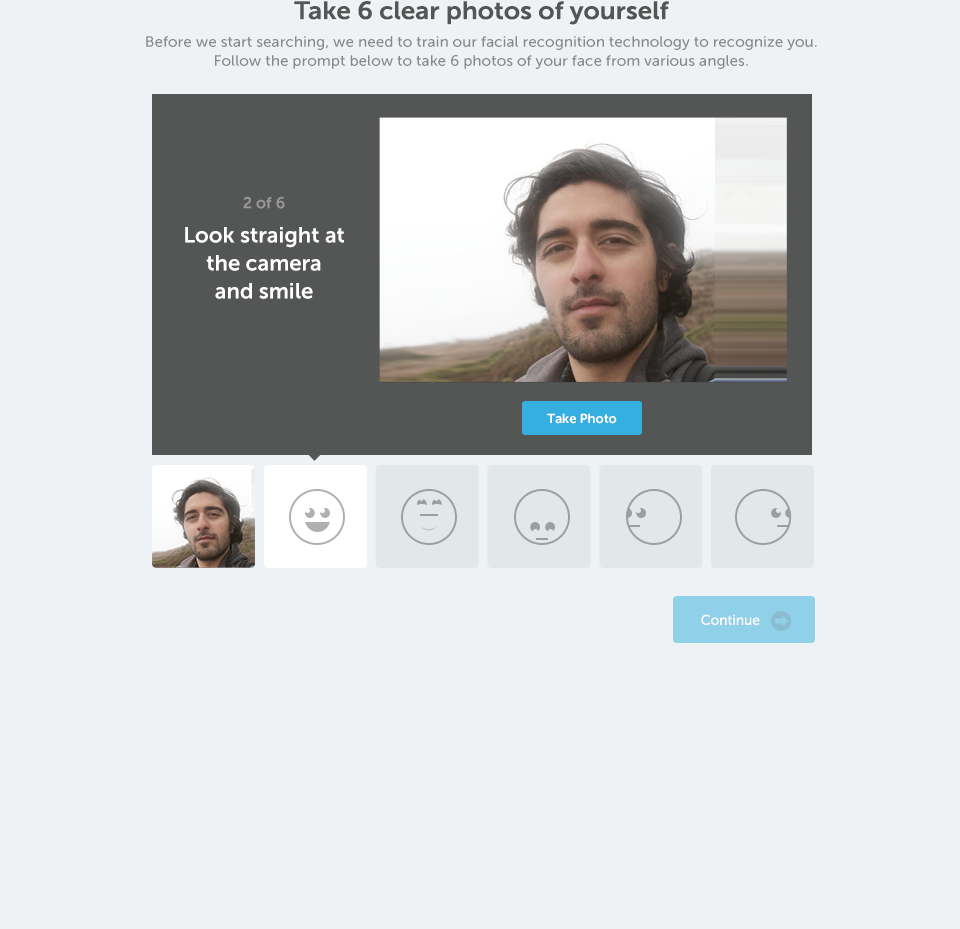 Take 6 clear photos of yourself
Before we start searching, we need to train our facial recognition technology to recognize you.
Follow the prompt below to take 6 photos of your face from various angles.
2 of 6
Look straight at
the camera
and smile
Take Photo
Continue